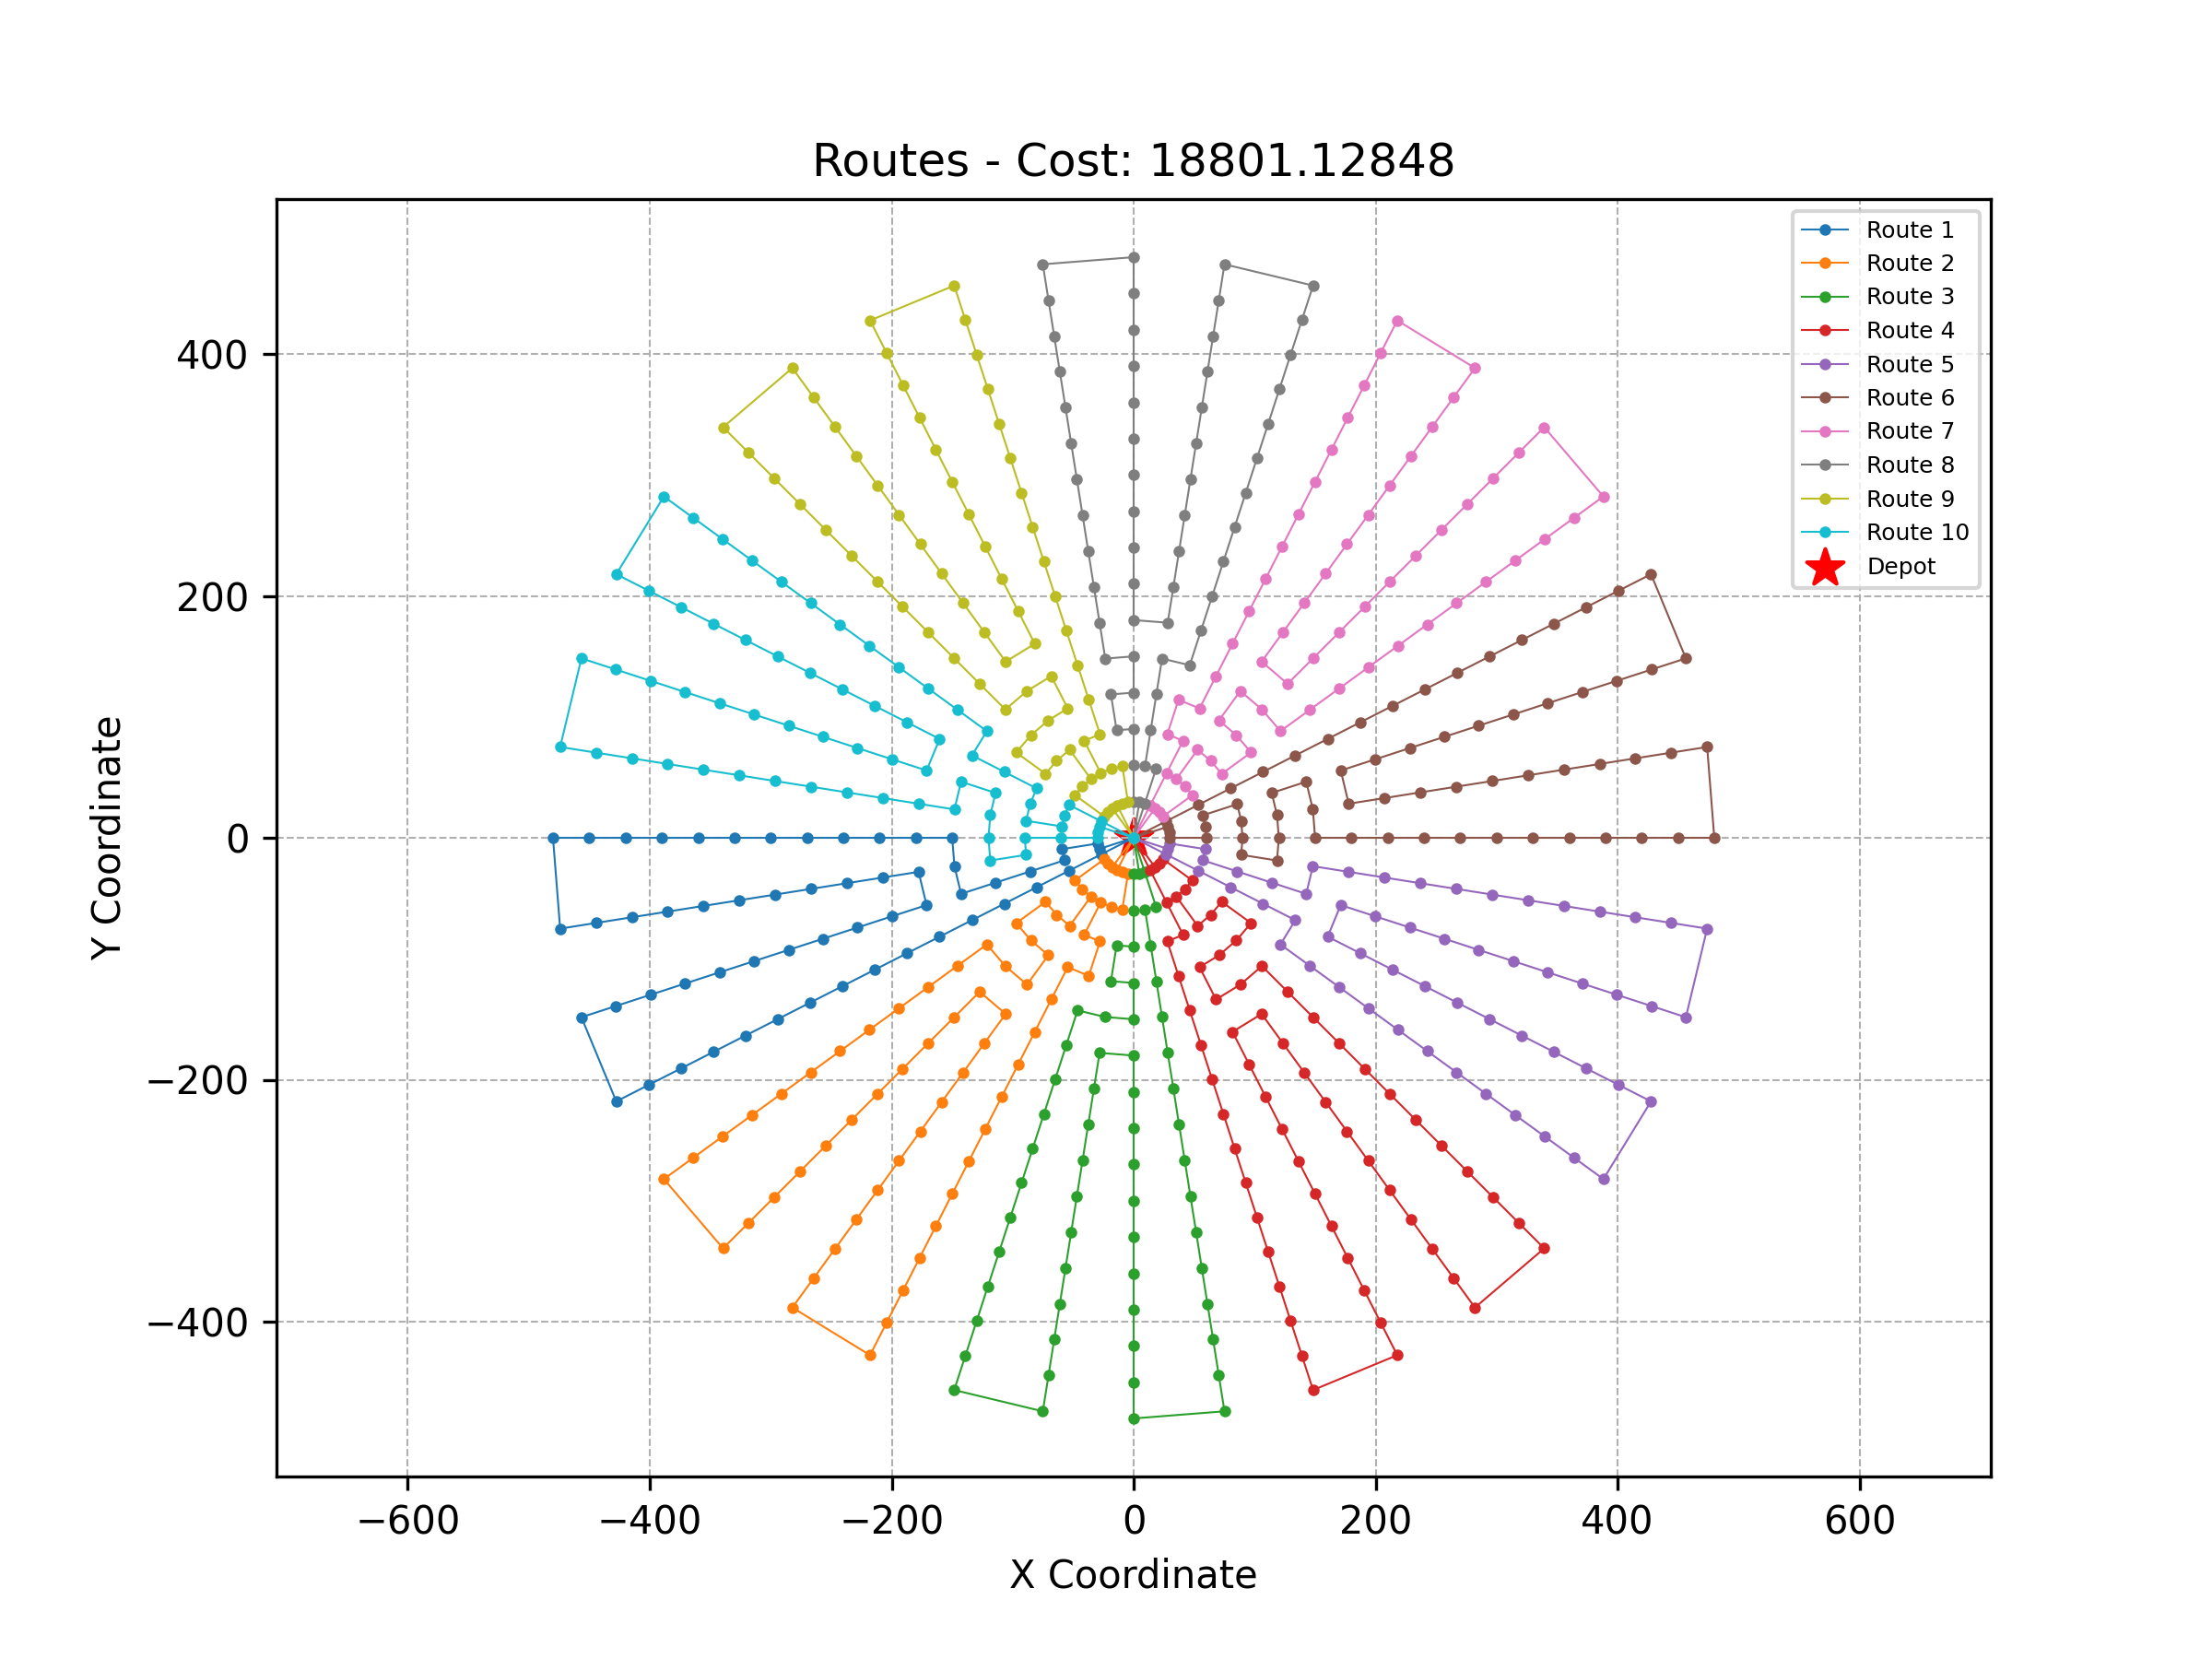 Routes - Cost: 18801.12848
Route 1
Route 2
Route 3
Route 4
Route 5
Route 6
Route 7
Route 8
Route 9
Route 10
Depot
400
200
0
−200
−400
Y Coordinate
−600 −400 −200 0 200 400 600
X Coordinate